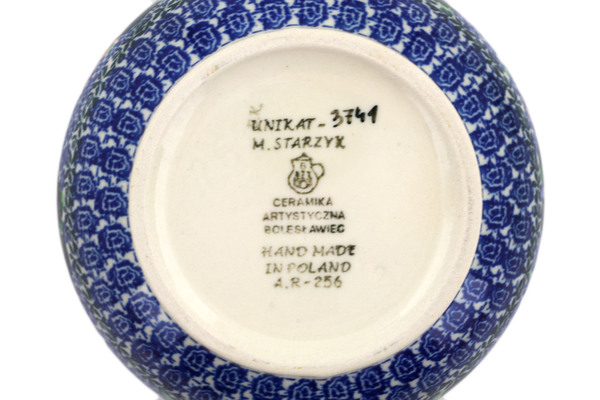 UNIKAT - 3741
M. STARZYK
CERAMIKA
ARTYSTYCZNA
BOLESŁAWIEC
HAND MADE
IN POLAND
A.R-256